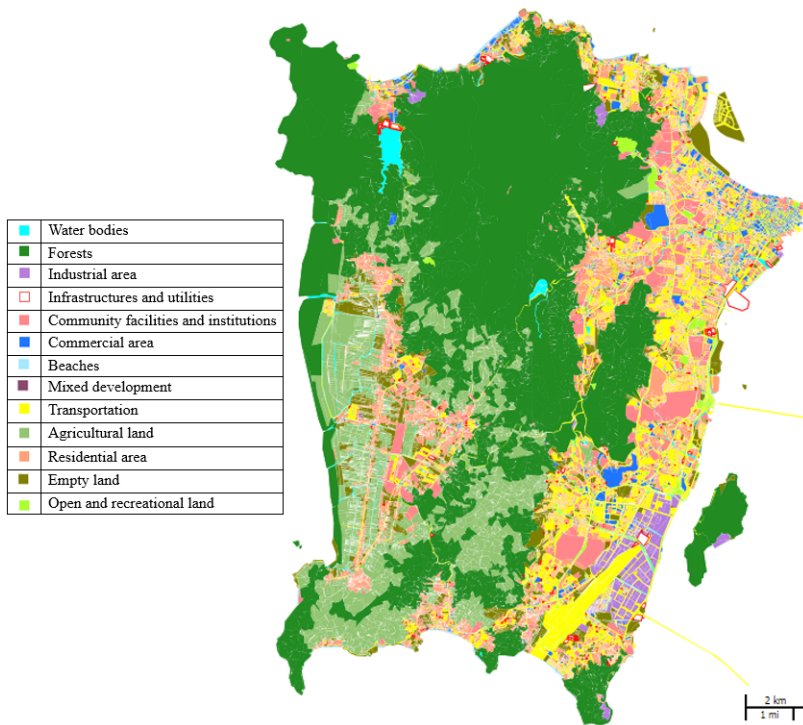 Water bodies
Forests
Industrial area
Infrastructures and utilities
Community facilities and institutions
Commercial area
Beaches
Mixed development
Transportation
Agricultural land
Residential area
Empty land
Open and recreational land
2 km
1 mi